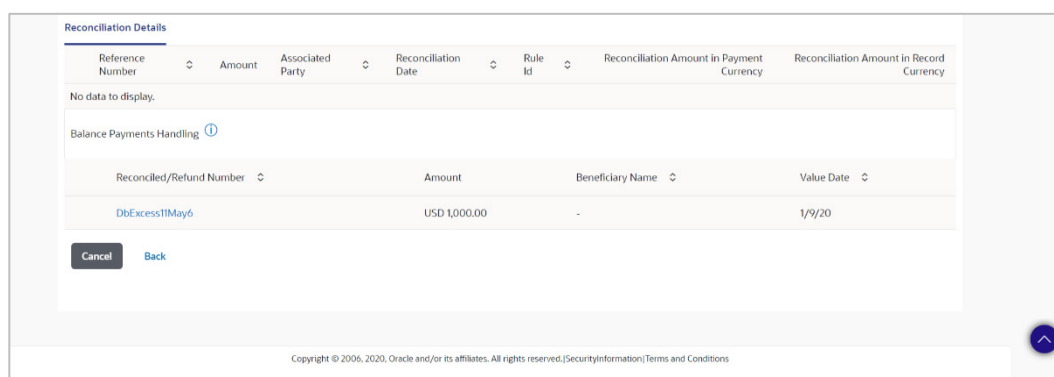 Reconciliation Details
Reference Number Amount Associated Party Reconciliation Date Rule Id Reconciliation Amount in Payment Currency Reconciliation Amount in Record Currency
No data to display.
Balance Payments Handling
Reconciled/Refund Number Amount Beneficiary Name Value Date
DbExcess11May6 USD 1,000.00 - 1/9/20
Cancel Back
Copyright © 2006, 2020, Oracle and/or its affiliates. All rights reserved.|SecurityInformation|Terms and Conditions